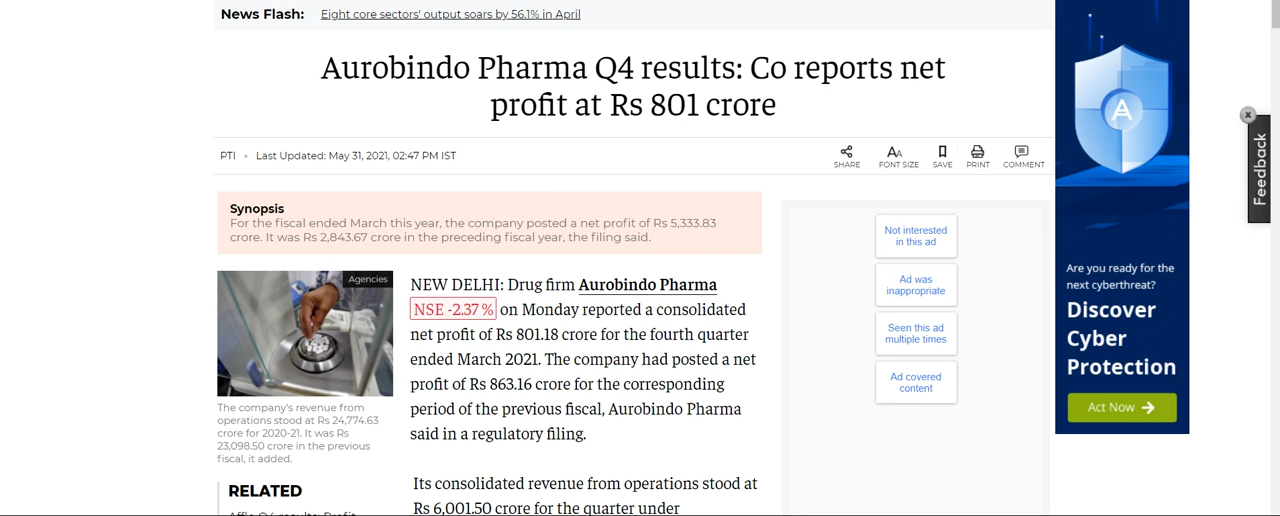 News Flash: Eight core sectors' output soars by 56.1% in April
Aurobindo Pharma Q4 results: Co reports net
profit at Rs 801 crore
PTI • Last Updated: May 31, 2021, 02:47 PM IST
SHARE
FONT SIZE
SAVE
PRINT
COMMENT
Synopsis
For the fiscal ended March this year, the company posted a net profit of Rs 5,333.83
crore. It was Rs 2,843.67 crore in the preceding fiscal year, the filing said.
Agencies
The company's revenue from
operations stood at Rs 24,774.63
crore for 2020-21. It was Rs
23,098.50 crore in the previous
fiscal, it added.
RELATED
NEW DELHI: Drug firm Aurobindo Pharma
NSE -2.37 % on Monday reported a consolidated
net profit of Rs 801.18 crore for the fourth quarter
ended March 2021. The company had posted a net
profit of Rs 863.16 crore for the corresponding
period of the previous fiscal, Aurobindo Pharma
said in a regulatory filing.
Its consolidated revenue from operations stood at
Rs 6,001.50 crore for the quarter under
Not interested
in this ad
Ad was
inappropriate
Seen this ad
multiple times
Ad covered
content
Are you ready for the
next cyberthreat?
Discover
Cyber
Protection
Act Now
x
Feedback